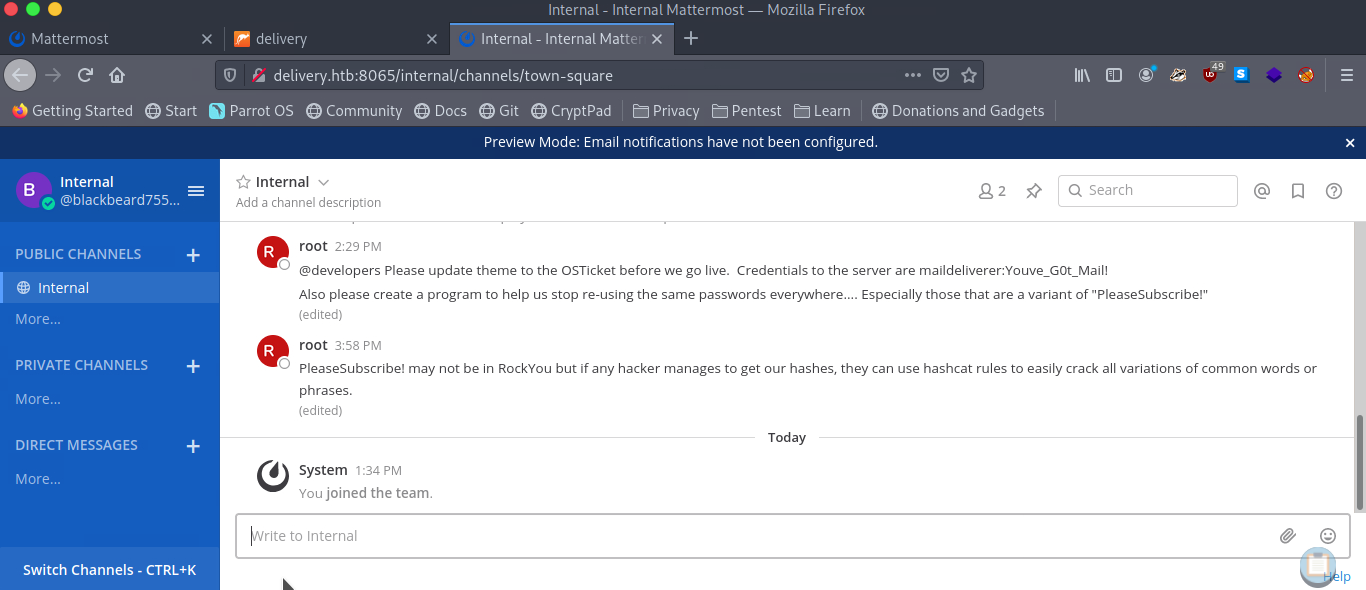 Internal - Internal Mattermost — Mozilla Firefox
Mattermost
delivery
Internal - Internal Matter
delivery.htb:8065/internal/channels/town-square
49
Getting Started Start Parrot OS Community Docs Git CryptPad Privacy Pentest Learn Donations and Gadgets
Preview Mode: Email notifications have not been configured.
B
Internal
@blackbeard755...
PUBLIC CHANNELS
Internal
More...
PRIVATE CHANNELS
More...
DIRECT MESSAGES
More...
Switch Channels - CTRL+K
Internal
Add a channel description
2
Search
R
root 2:29 PM
@developers Please update theme to the OSTicket before we go live.  Credentials to the server are maildeliverer:Youve_G0t_Mail!
Also please create a program to help us stop re-using the same passwords everywhere.... Especially those that are a variant of "PleaseSubscribe!"
(edited)
R
root 3:58 PM
PleaseSubscribe! may not be in RockYou but if any hacker manages to get our hashes, they can use hashcat rules to easily crack all variations of common words or
phrases.
(edited)
Today
System 1:34 PM
You joined the team.
Write to Internal
Help